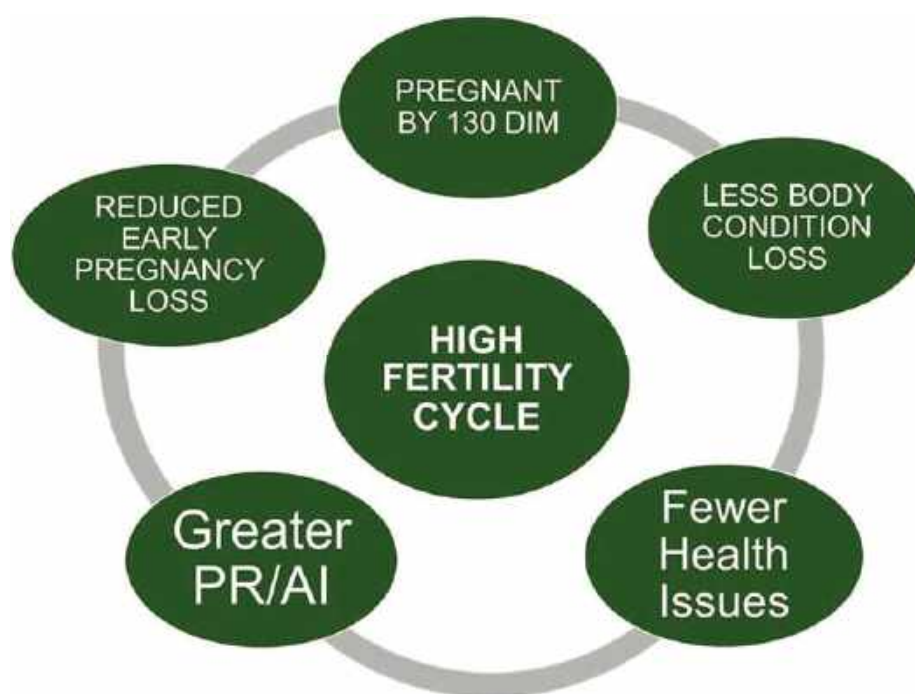 PREGNANT
BY 130 DIM
LESS BODY
CONDITION
LOSS
Fewer
Health
Issues
Greater
PR/AI
REDUCED
EARLY
PREGNANCY
LOSS
HIGH
FERTILITY
CYCLE